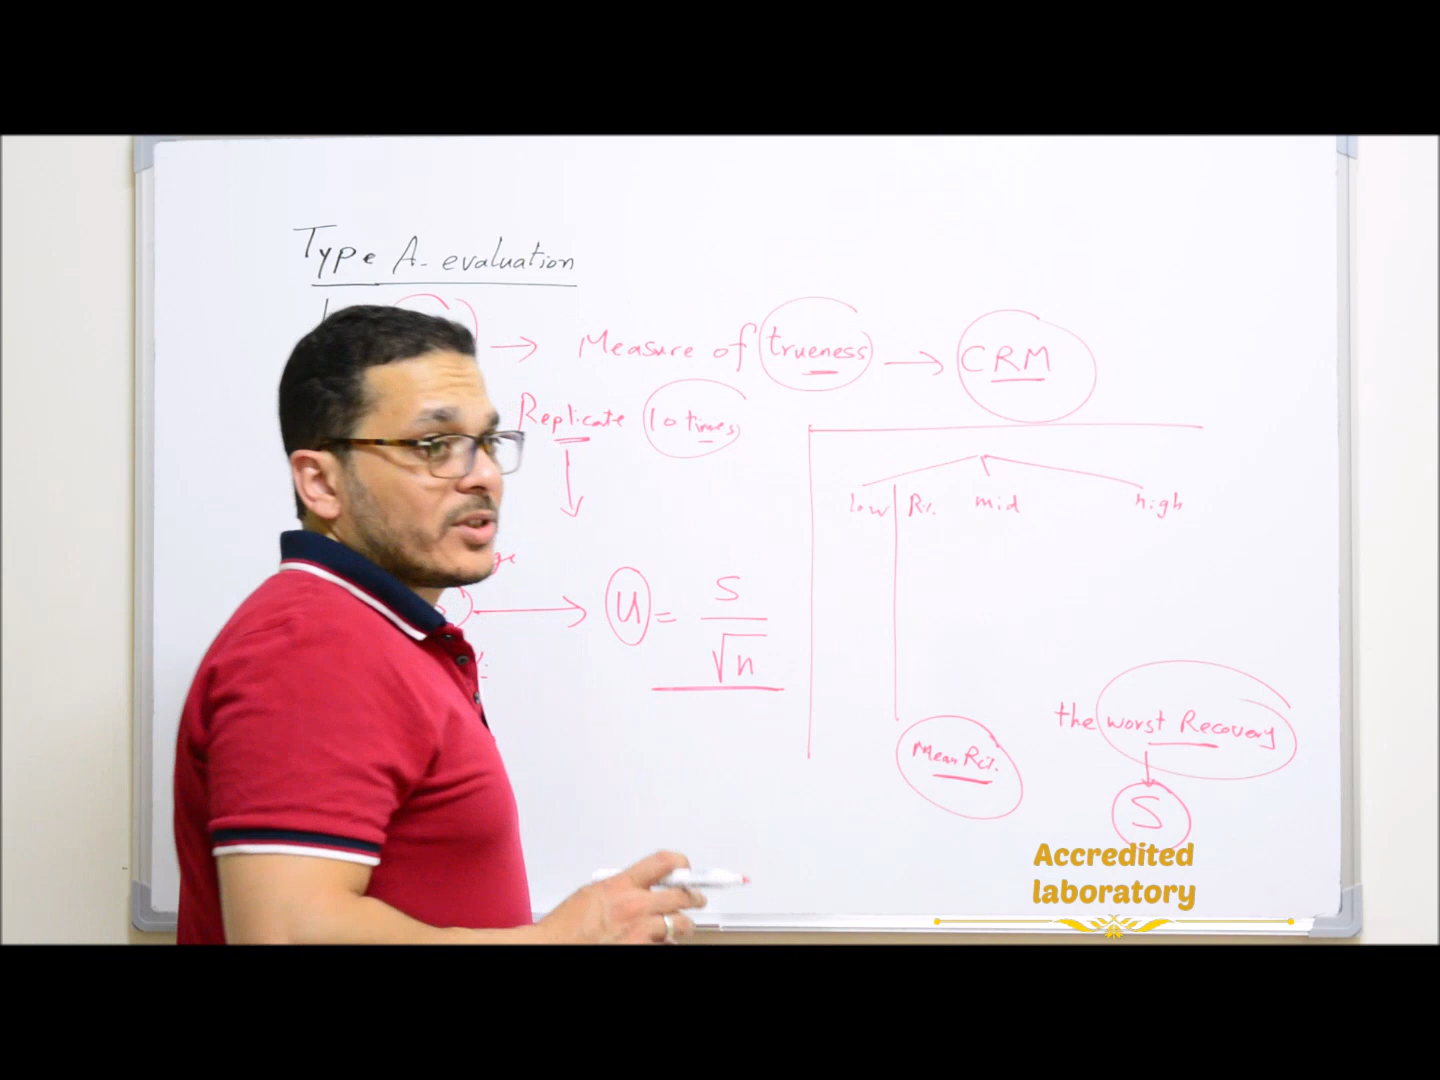 Type A- evaluation
→ Measure of trueness → CRM
Replicate 10 times
low R%. mid high
u = S / √n
the worst Recovery
Mean R%.
S
Accredited
laboratory